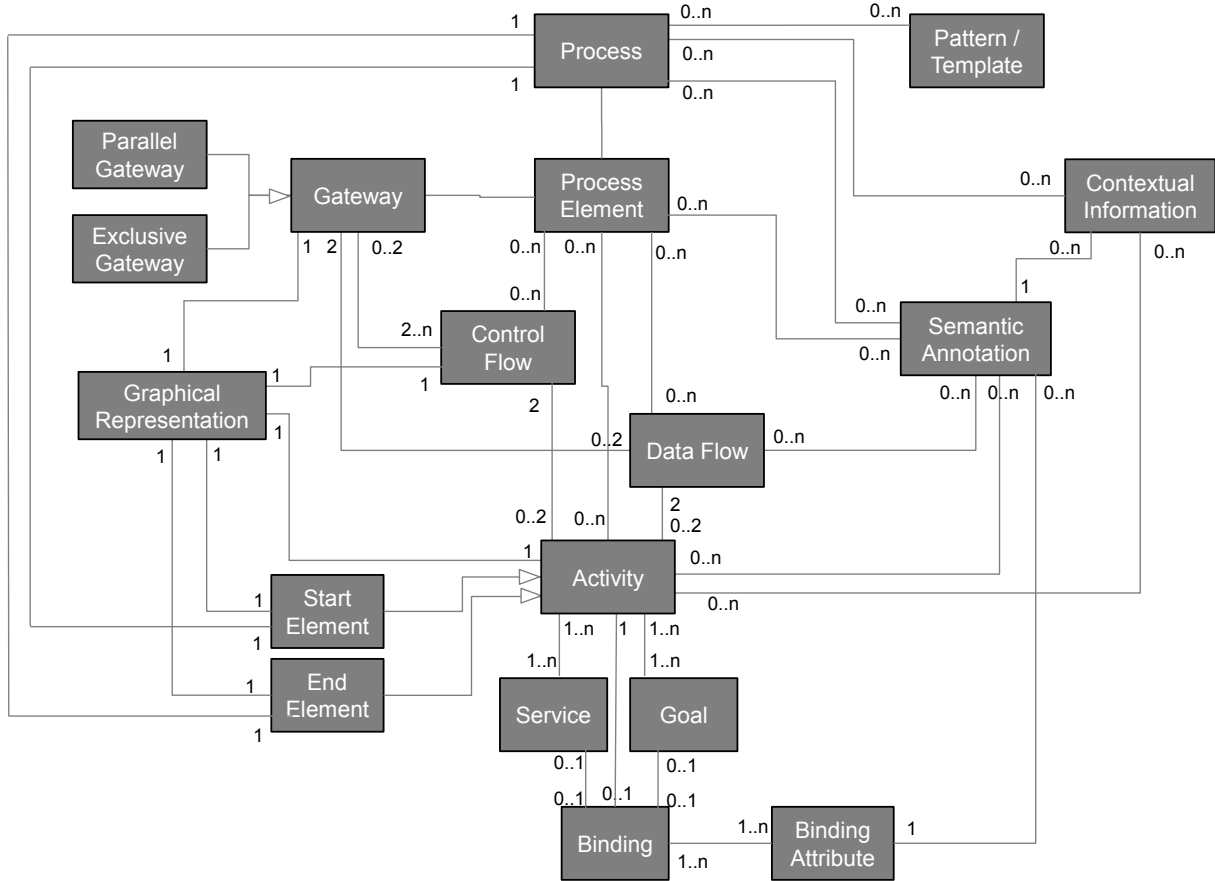 1
0..n
0..n
Process
Pattern /
Template
0..n
1
0..n
Parallel
Gateway
Gateway
Process
Element
0..n
0..n
Contextual
Information
Exclusive
Gateway
1
2
0..2
0..n
0..n
0..n
0..n
0..n
1
0..n
0..n
2..n
Control
Flow
Semantic
Annotation
1
1
1
0..n
Graphical
Representation
2
0..n
0..n
0..n
0..n
1
1
1
0..2
Data Flow
0..n
2
0..2
0..n
0..2
1
Activity
0..n
0..n
1
Start
Element
1
1..n
1
1..n
1
End
Element
1
1..n
1..n
Service
Goal
0..1
0..1
0..1
0..1
0..1
Binding
1..n
1..n
Binding
Attribute
1